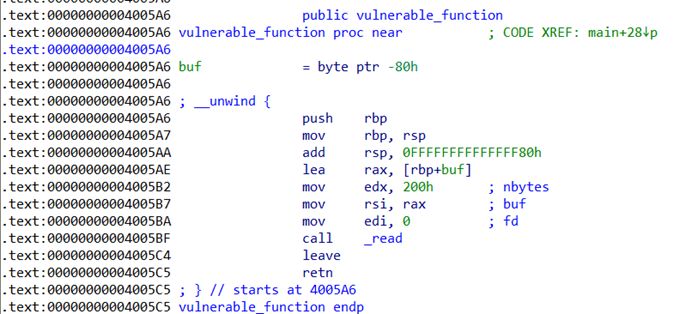 .text:00000000004005A6 public vulnerable_function
.text:00000000004005A6 vulnerable_function proc near ; CODE XREF: main+28↓p
.text:00000000004005A6
.text:00000000004005A6 buf = byte ptr -80h
.text:00000000004005A6
.text:00000000004005A6 ; __unwind {
.text:00000000004005A6 push rbp
.text:00000000004005A7 mov rbp, rsp
.text:00000000004005AA add rsp, 0FFFFFFFFFFFFFF80h
.text:00000000004005AE lea rax, [rbp+buf]
.text:00000000004005B2 mov edx, 200h ; nbytes
.text:00000000004005B7 mov rsi, rax ; buf
.text:00000000004005BA mov edi, 0 ; fd
.text:00000000004005BF call _read
.text:00000000004005C4 leave
.text:00000000004005C5 retn
.text:00000000004005C5 ; } // starts at 4005A6
.text:00000000004005C5 vulnerable_function endp